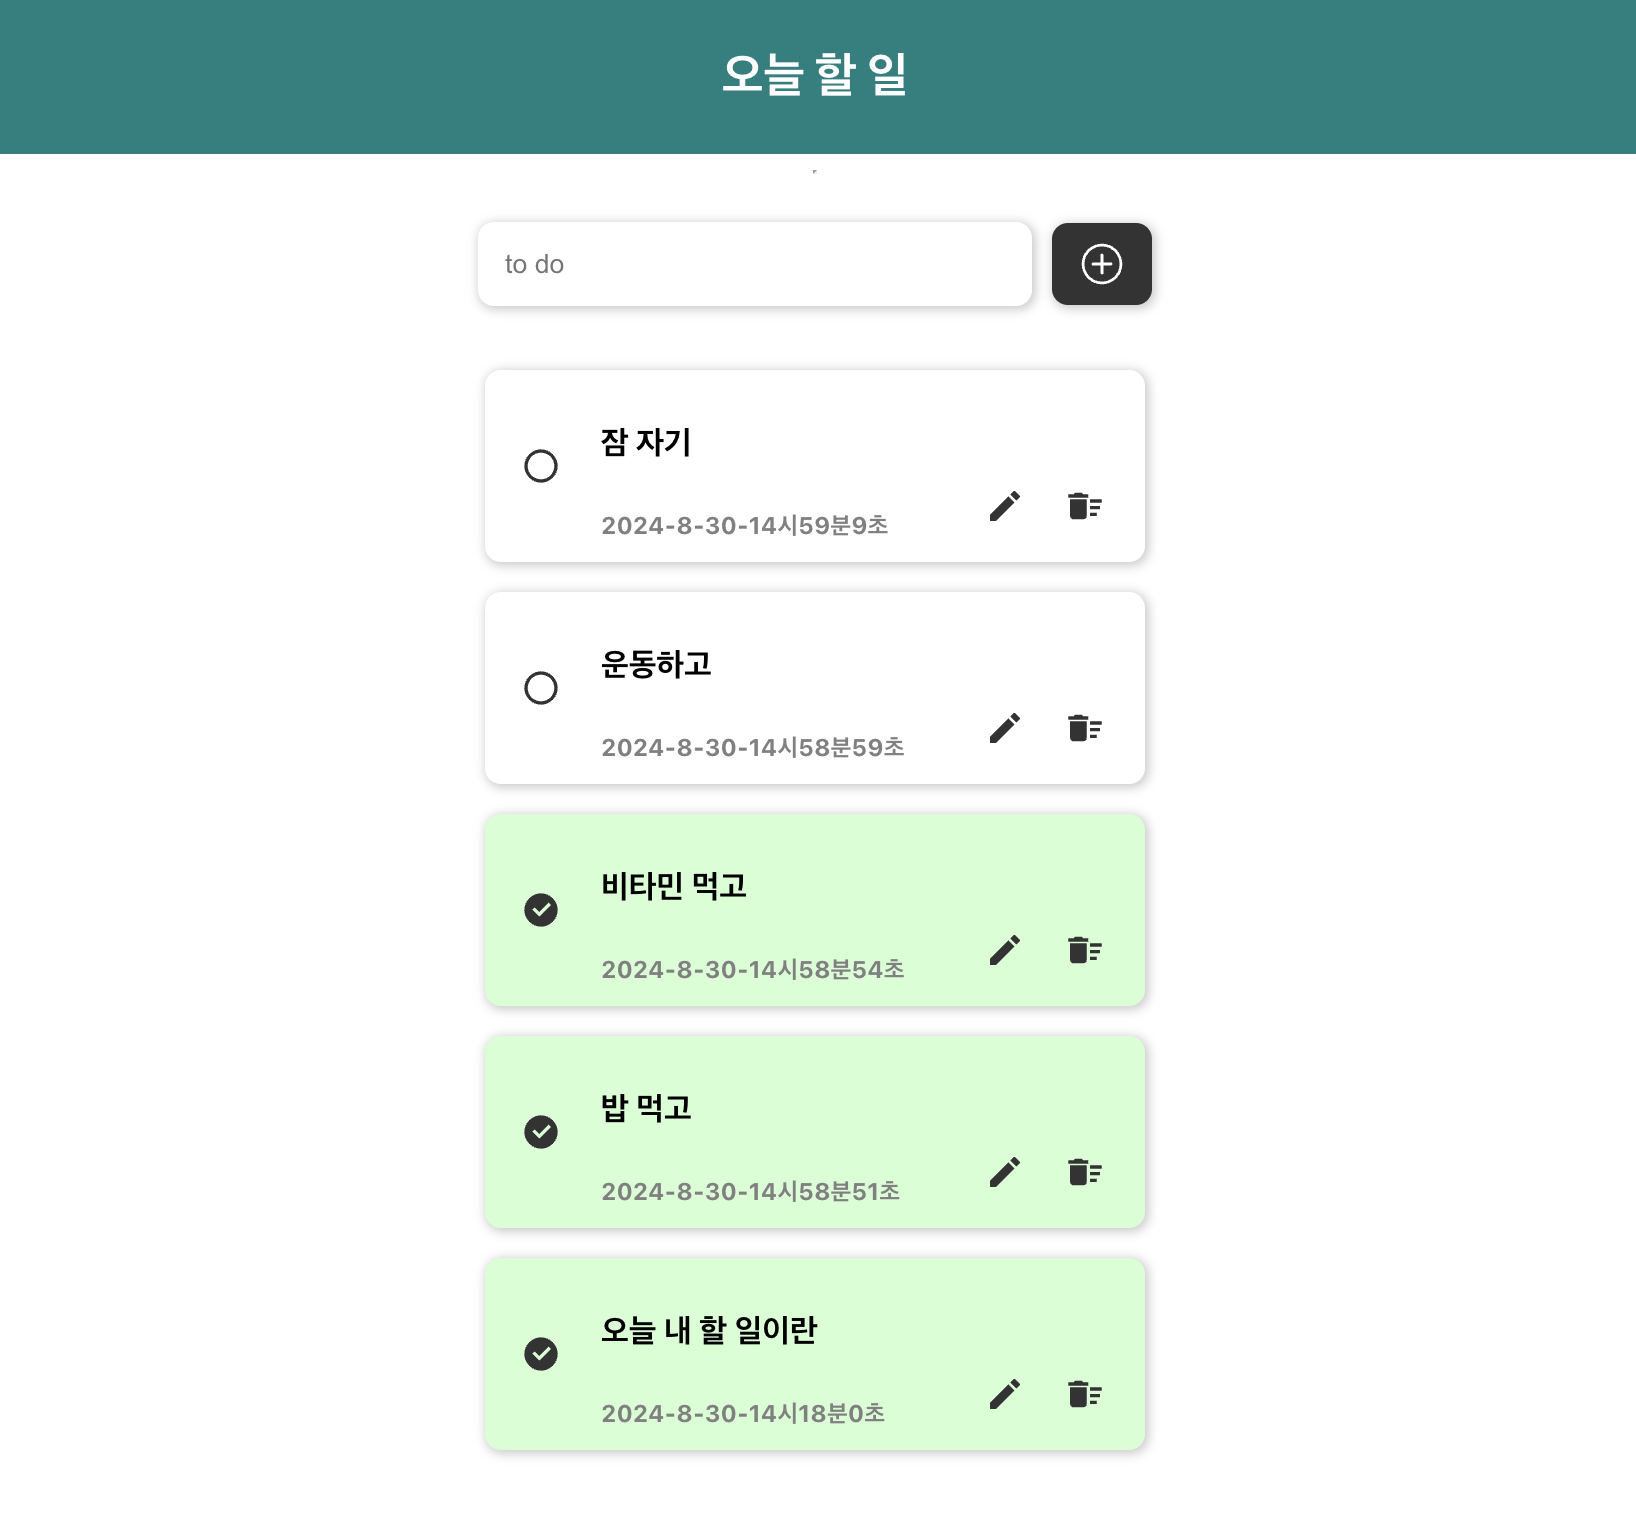 오늘 할 일
to do
잠 자기
2024-8-30-14시59분9초
운동하고
2024-8-30-14시58분59초
비타민 먹고
2024-8-30-14시58분54초
밥 먹고
2024-8-30-14시58분51초
오늘 내 할 일이란
2024-8-30-14시18분0초